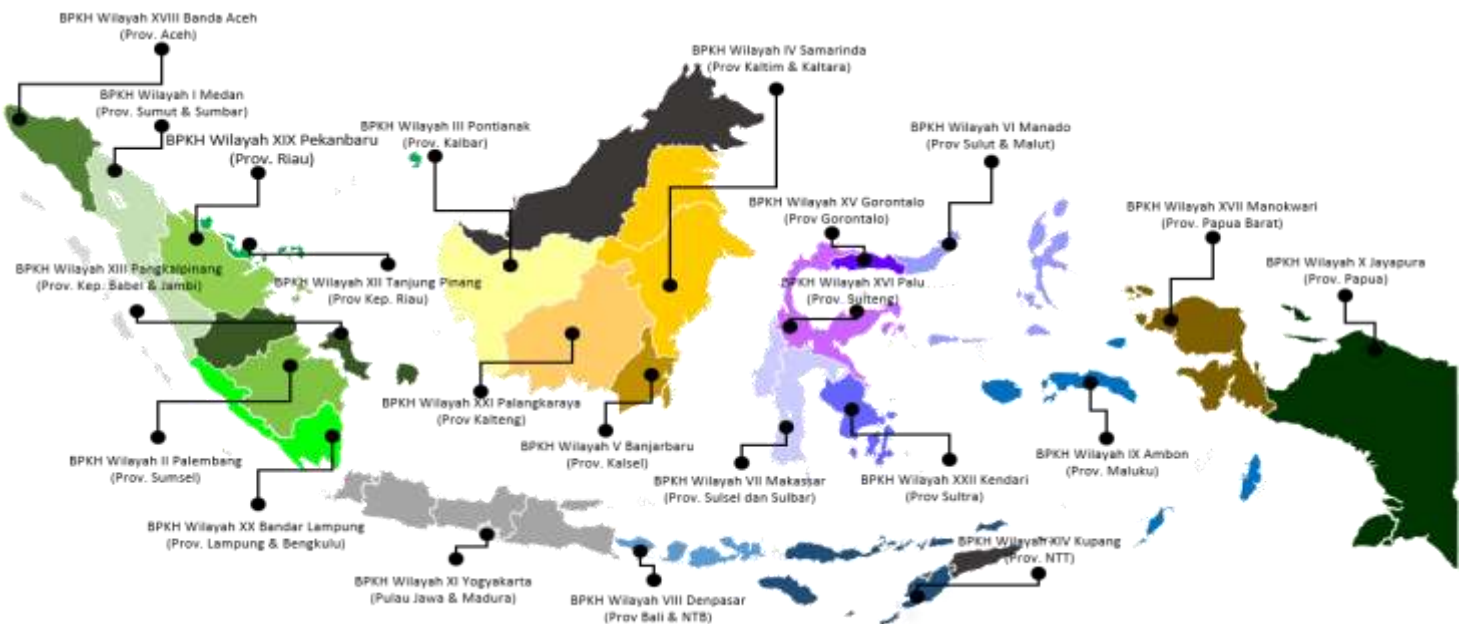 BPKH Wilayah XVIII Banda Aceh
(Prov. Aceh)
BPKH Wilayah I Medan
(Prov. Sumut & Sumbar)
BPKH Wilayah XIX Pekanbaru
(Prov. Riau)
BPKH Wilayah III Pontianak
(Prov. Kalbar)
BPKH Wilayah IV Samarinda
(Prov Kaltim & Kaltara)
BPKH Wilayah VI Manado
(Prov Sulut & Malut)
BPKH Wilayah XV Gorontalo
(Prov Gorontalo)
BPKH Wilayah XVII Manokwari
(Prov. Papua Barat)
BPKH Wilayah X Jayapura
(Prov. Papua)
BPKH Wilayah XIII Pangkalpinang
(Prov. Kep. Babel & Jambi)
BPKH Wilayah XII Tanjung Pinang
(Prov Kep. Riau)
BPKH Wilayah XVI Palu
(Prov. Sulteng)
BPKH Wilayah XXI Palangkaraya
(Prov Kalteng)
BPKH Wilayah V Banjarbaru
(Prov. Kalsel)
BPKH Wilayah II Palembang
(Prov. Sumsel)
BPKH Wilayah VII Makassar
(Prov. Sulsel dan Sulbar)
BPKH Wilayah XXII Kendari
(Prov Sultra)
BPKH Wilayah IX Ambon
(Prov. Maluku)
BPKH Wilayah XX Bandar Lampung
(Prov. Lampung & Bengkulu)
BPKH Wilayah XI Yogyakarta
(Pulau Jawa & Madura)
BPKH Wilayah VIII Denpasar
(Prov Bali & NTB)
BPKH Wilayah XIV Kupang
(Prov. NTT)